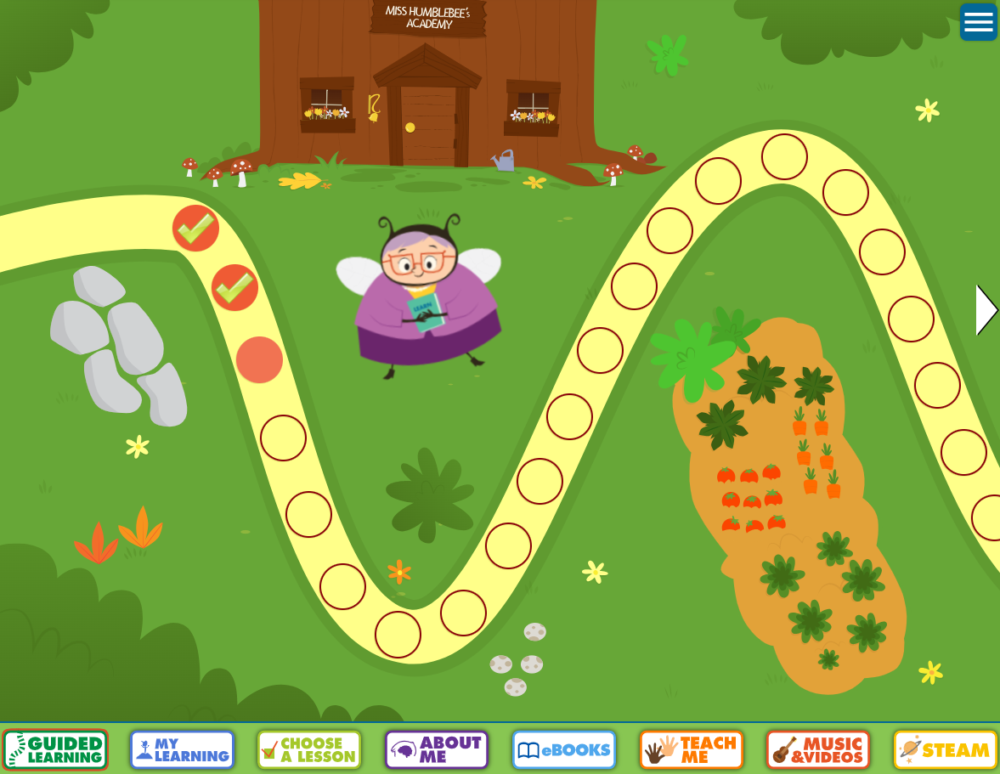 MISS HUMBLEBEE's
ACADEMY
LEARN
GUIDED
LEARNING
MY
LEARNING
CHOOSE
A LESSON
ABOUT
ME
eBOOKS
TEACH
ME
MUSIC
&VIDEOS
STEAM